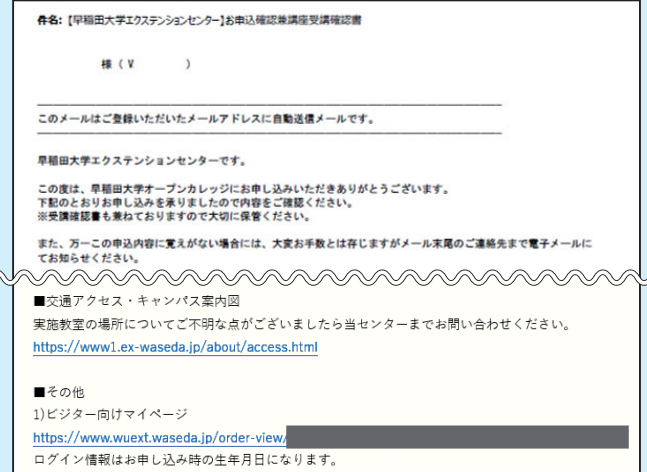 件名:【早稲田大学エクステンションセンター】お申込確認兼講座受講確認書
様(V )
このメールはご登録いただいたメールアドレスに自動送信メールです。
早稲田大学エクステンションセンターです。
この度は、早稲田大学オープンカレッジにお申し込みいただきありがとうございます。
下記のとおりお申し込みを承りましたので内容をご確認ください。
※受講確認書も兼ねておりますので大切に保管ください。
また、万一この申込内容に覚えがない場合には、大変お手数とは存じますがメール末尾のご連絡先まで電子メールに
てお知らせください。
■交通アクセス・キャンパス案内図
実施教室の場所についてご不明な点がございましたら当センターまでお問い合わせください。
https://www1.ex-waseda.jp/about/access.html
■その他
1)ビジター向けマイページ
https://www.wuext.waseda.jp/order-view/
ログイン情報はお申し込み時の生年月日になります。